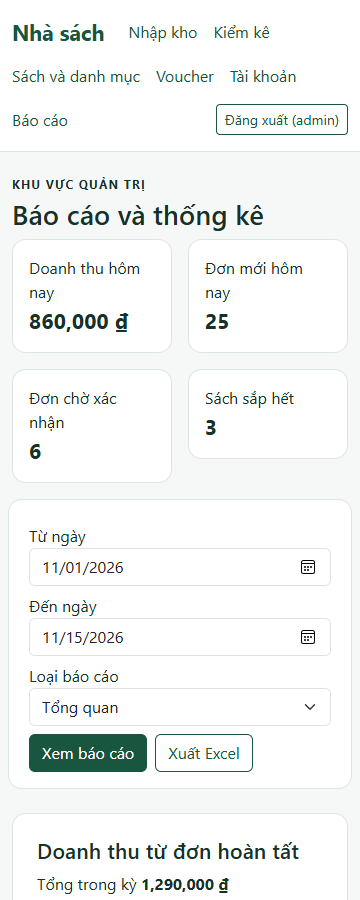 Nhà sách Nhập kho Kiểm kê
Sách và danh mục Voucher Tài khoản
Báo cáo Đăng xuất (admin)
KHU VỰC QUẢN TRỊ
Báo cáo và thống kê
Doanh thu hôm
nay
860,000 ₫
Đơn mới hôm
nay
25
Đơn chờ xác
nhận
6
Sách sắp hết
3
Từ ngày
11/01/2026
Đến ngày
11/15/2026
Loại báo cáo
Tổng quan
Xem báo cáo Xuất Excel
Doanh thu từ đơn hoàn tất
Tổng trong kỳ 1,290,000 ₫